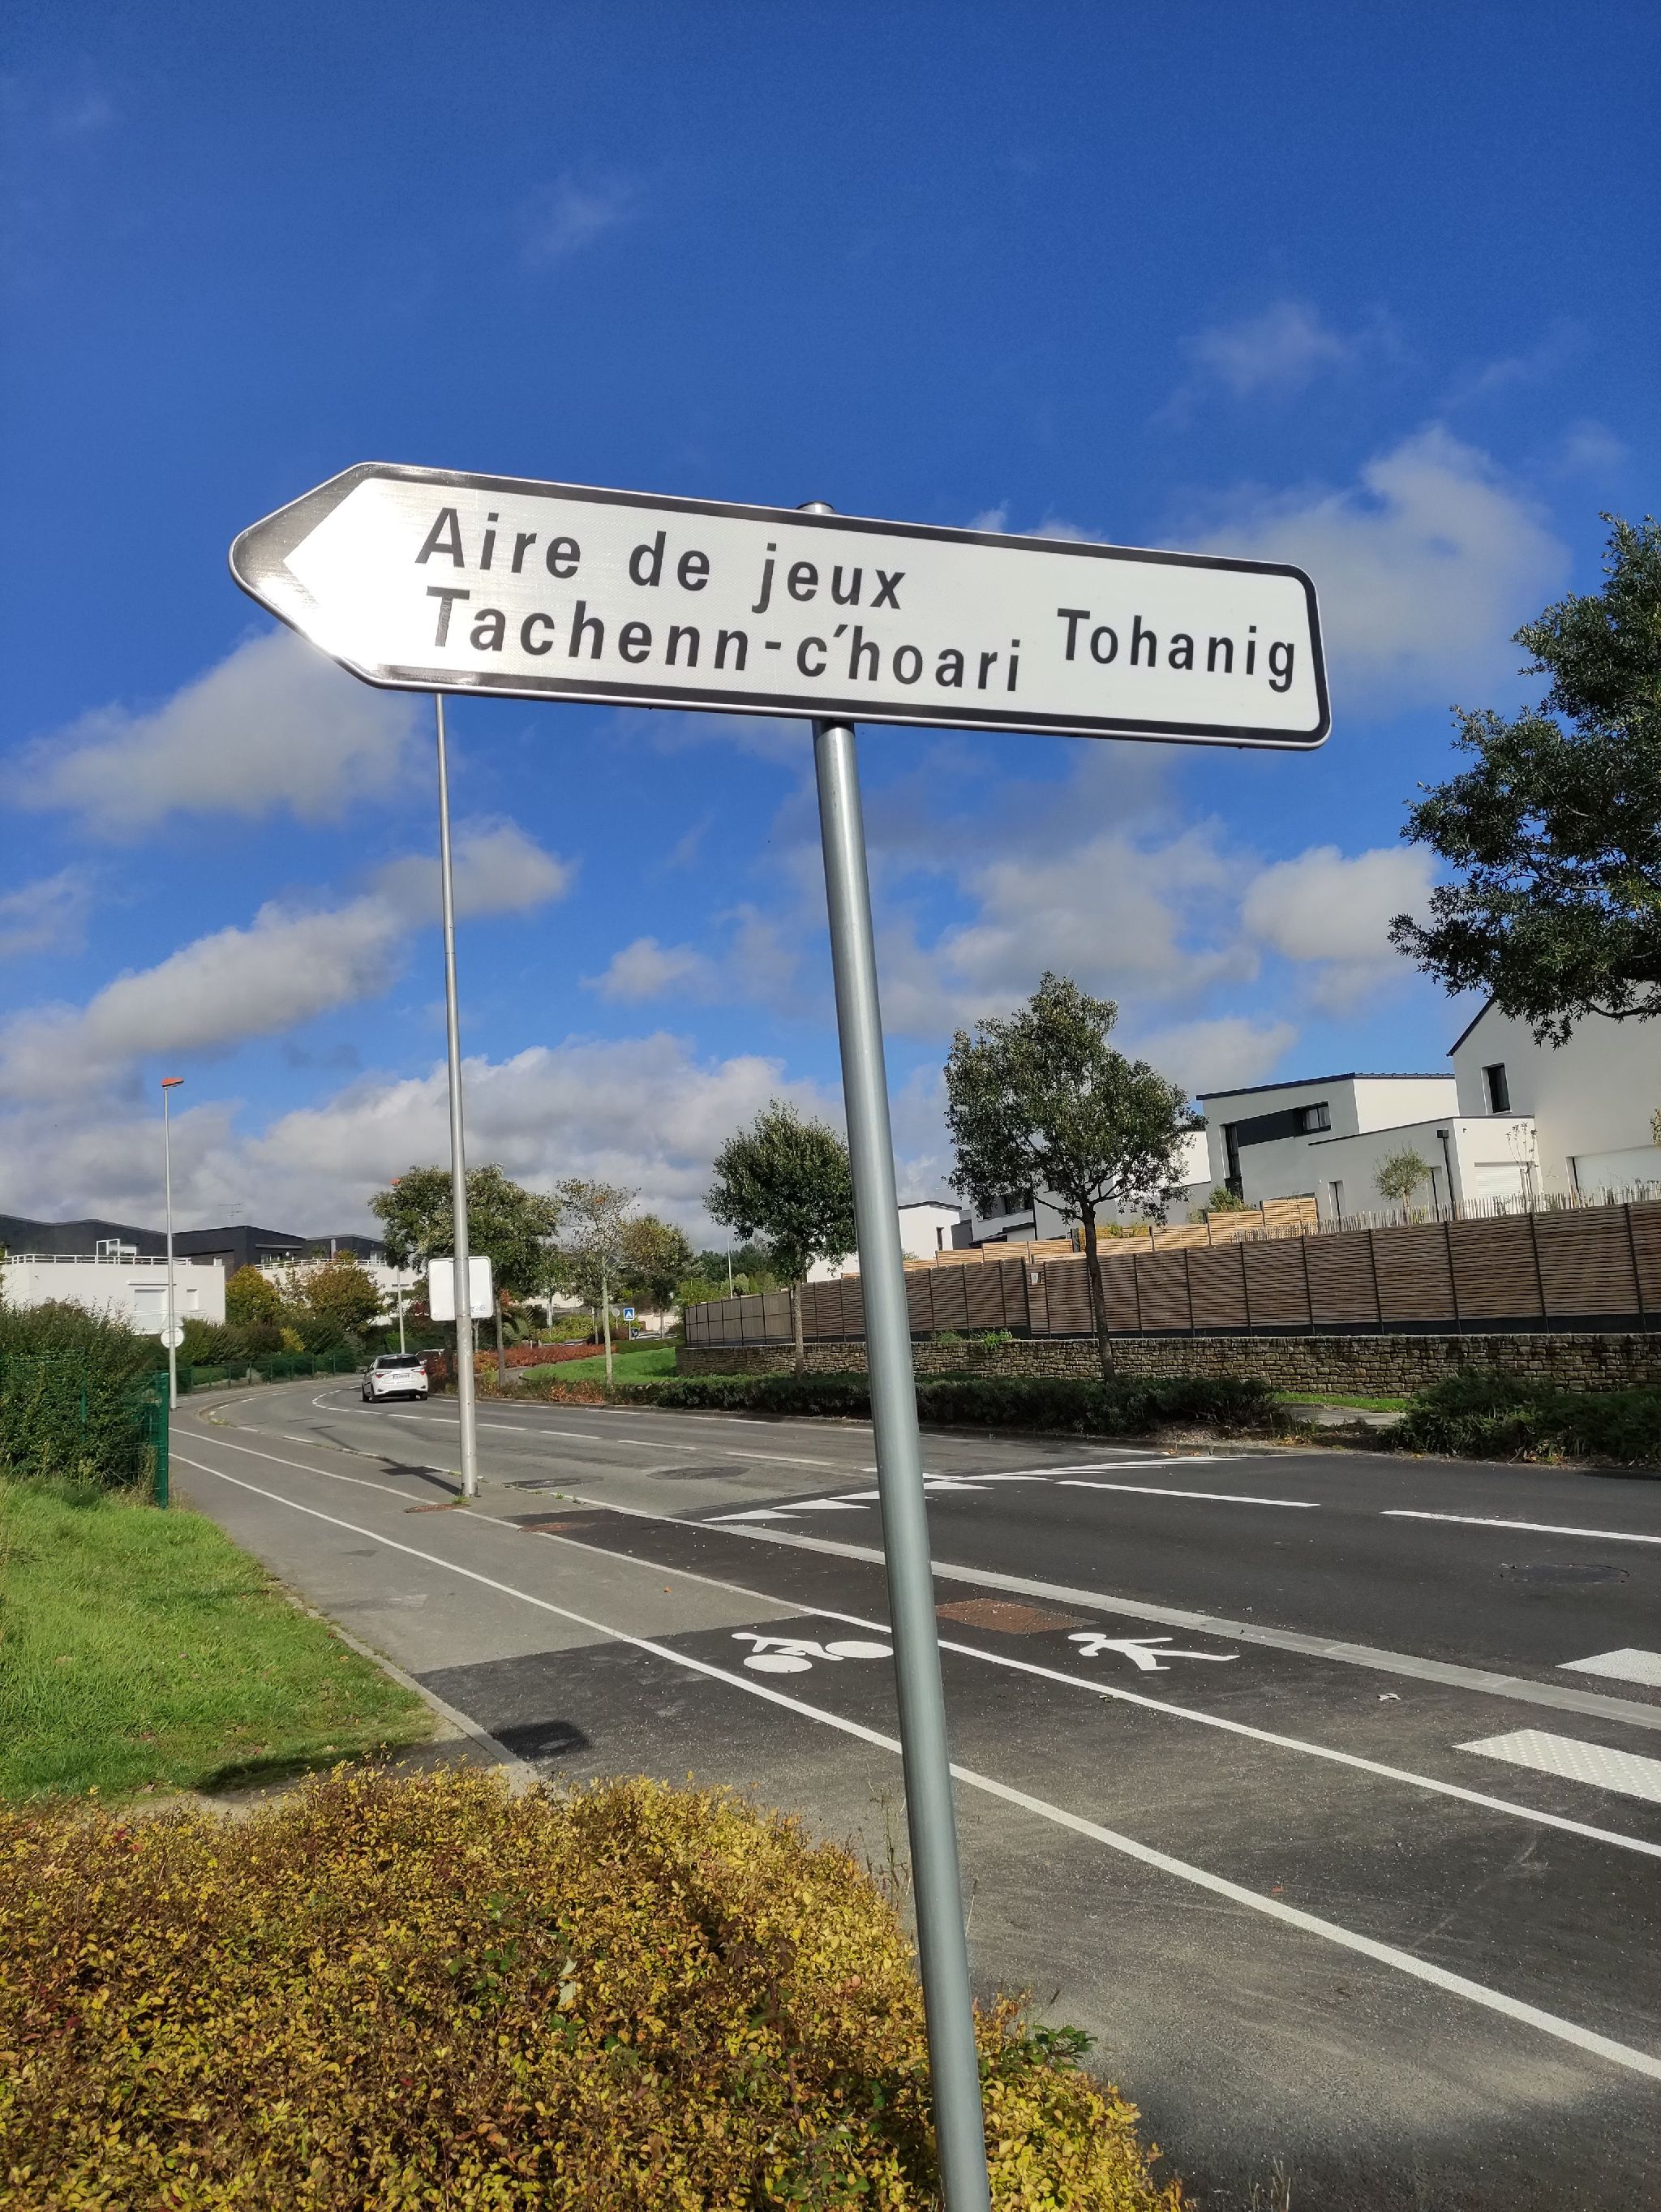 Aire de jeux
Tachenn-c'hoari
Tohanig